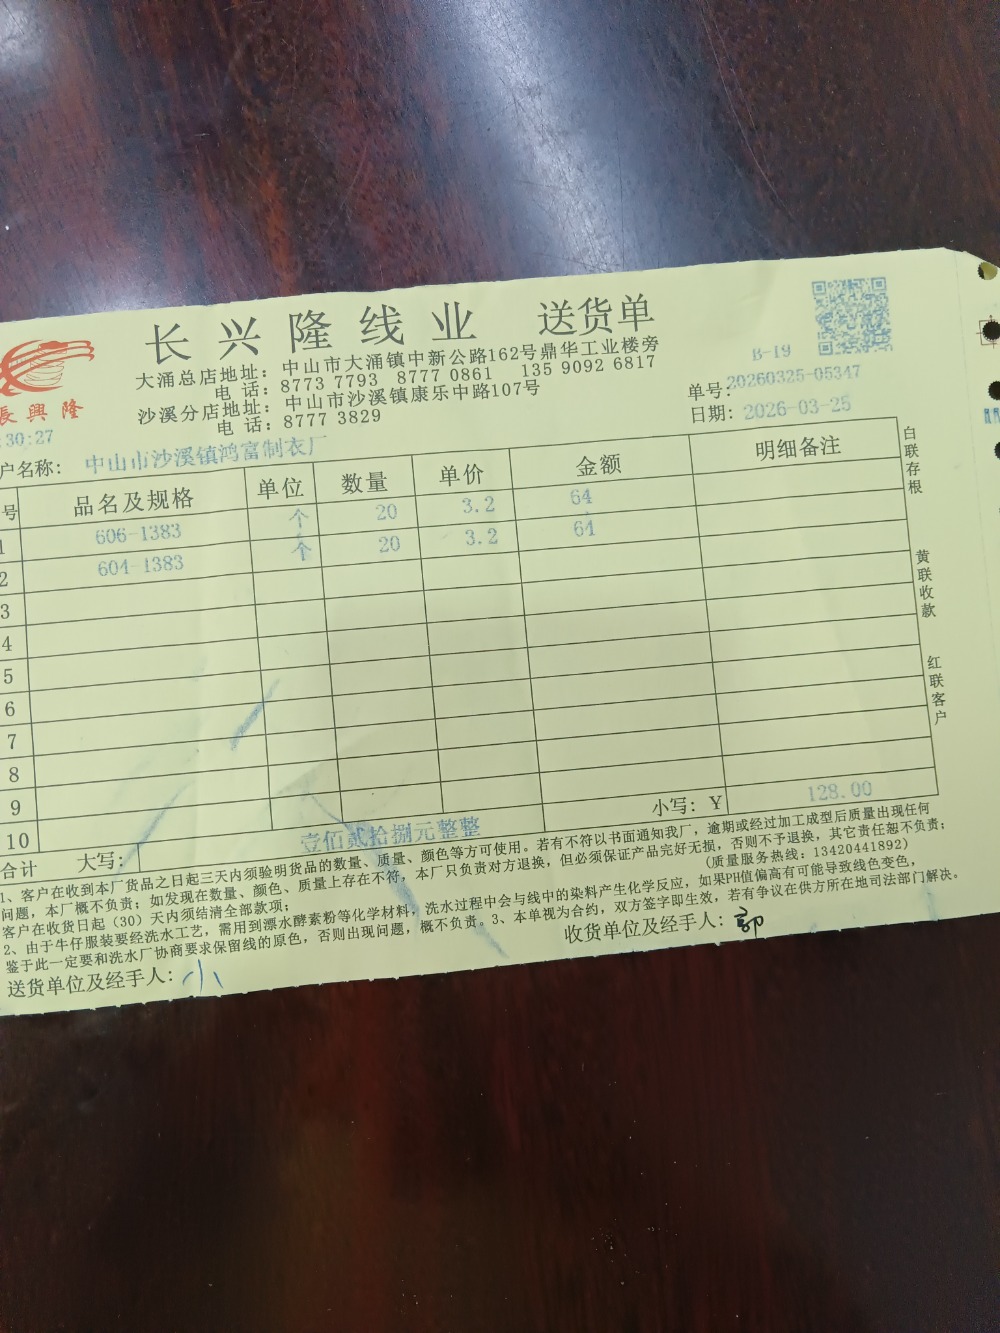 長興隆
长兴隆线业 送货单
大涌总店地址：中山市大涌镇中新公路162号鼎华工业楼旁
电话：8773 7793 8777 0861 135 9092 6817
沙溪分店地址：中山市沙溪镇康乐中路107号
电话：8777 3829
B-19
单号：20260325-05347
日期：2026-03-25
:30:27
户名称：中山市沙溪镇鸿富制衣厂
号 品名及规格 单位 数量 单价 金额 明细备注
1 606-1383 个 20 3.2 64
2 604-1383 个 20 3.2 64
3
4
5
6
7
8
9
10
合计 大写：壹佰贰拾捌元整整 小写：Y 128.00
1、客户在收到本厂货品之日起三天内须验明货品的数量、质量、颜色等方可使用。若有不符以书面通知我厂，逾期或经过加工成型后质量出现任何
问题，本厂概不负责；如发现在数量、颜色、质量上存在不符，本厂只负责对方退换，但必须保证产品完好无损，否则不予退换，其它责任恕不负责；
客户在收货日起（30）天内须结清全部款项； （质量服务热线：13420441892）
2、由于牛仔服装要经洗水工艺，需用到漂水酵素粉等化学材料，洗水过程中会与线中的染料产生化学反应，如果PH值偏高有可能导致线色变色，
鉴于此一定要和洗水厂协商要求保留线的原色，否则出现问题，概不负责。3、本单视为合约，双方签字即生效，若有争议在供方所在地司法部门解决。
送货单位及经手人：小 收货单位及经手人：
白联存根
黄联收款
红联客户